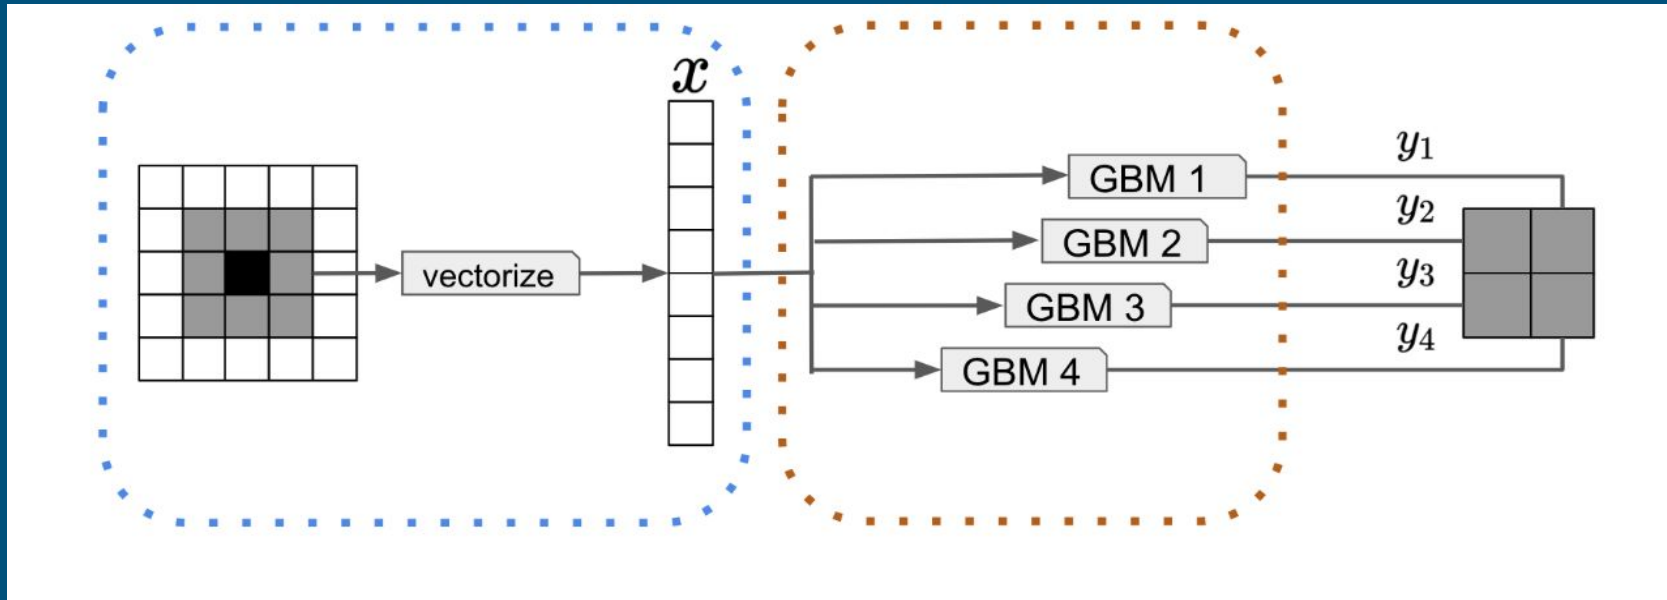 x
vectorize
GBM 1
GBM 2
GBM 3
GBM 4
y₁
y₂
y₃
y₄